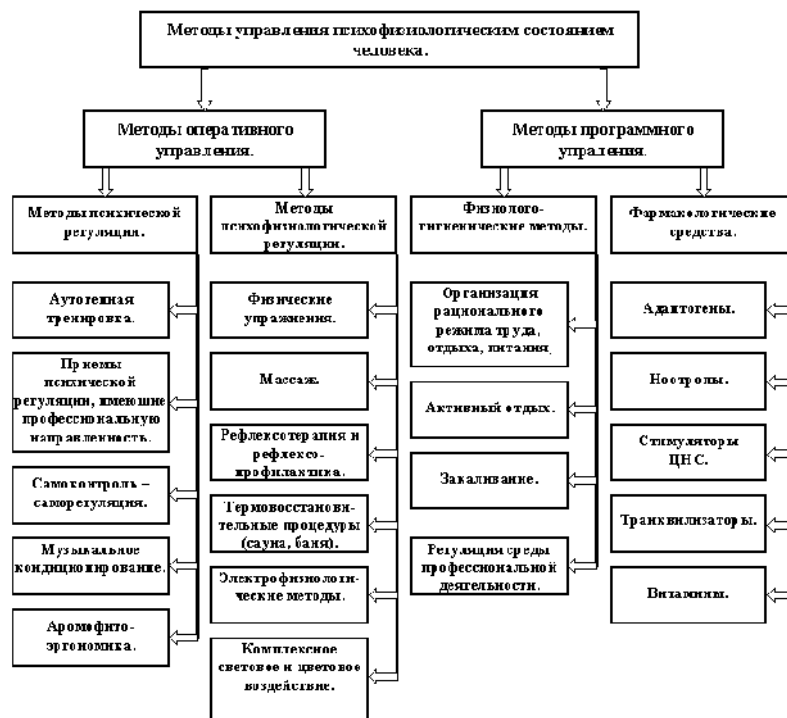 Методы управления психофизиологическим состоянием
человека.
Методы оперативного
управления.
Методы программного
упраления.
Методы психической
регуляции.
Аутогенная
тренировка.
Приемы
психической
регуляции, имеющие
профессиональную
направленность.
Самоконтроль –
саморегуляция.
Музыкальное
кондиционирование.
Аромофито-
эргономика.
Методы
психофизиологической
регуляции.
Физические
упражнения.
Массаж.
Рефлексотерапия и
рефлексо-
профилактика.
Термовосстанови-
тельные процедуры
(сауна, баня).
Электрофизиологи-
ческие методы.
Комплексное
световое и цветовое
воздействие.
Физиолого-
гигиенические методы.
Организация
рационального
режима труда,
отдыха, питания,
Активный отдых.
Закаливание.
Регуляция среды
профессиональной
деятельности.
Фармакологические
средства.
Адаптогены.
Ностропы.
Стимуляторы
ЦНС.
Транквилизаторы.
Витамины.